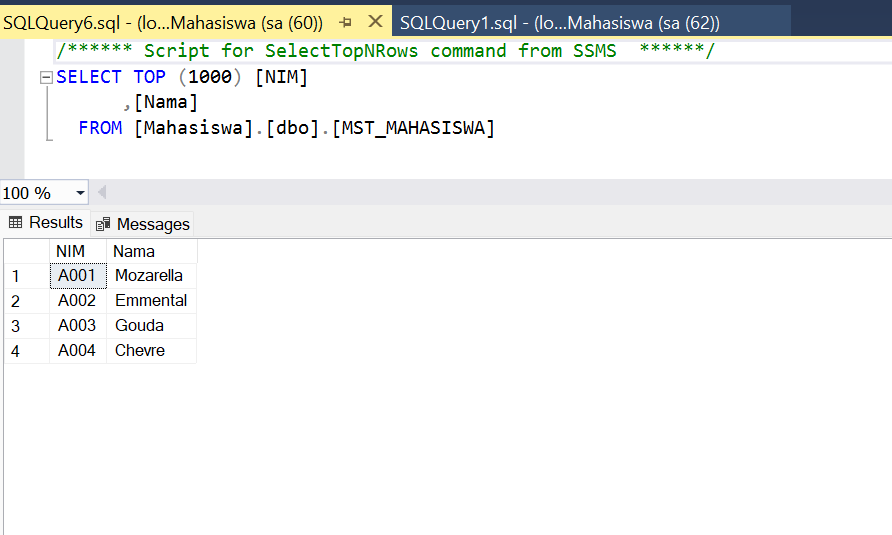 SQLQuery6.sql - (lo...Mahasiswa (sa (60)) SQLQuery1.sql - (lo...Mahasiswa (sa (62))
/****** Script for SelectTopNRows command from SSMS  ******/
SELECT TOP (1000) [NIM]
,[Nama]
FROM [Mahasiswa].[dbo].[MST_MAHASISWA]
100 %
Results Messages
NIM Nama
1 A001 Mozarella
2 A002 Emmental
3 A003 Gouda
4 A004 Chevre